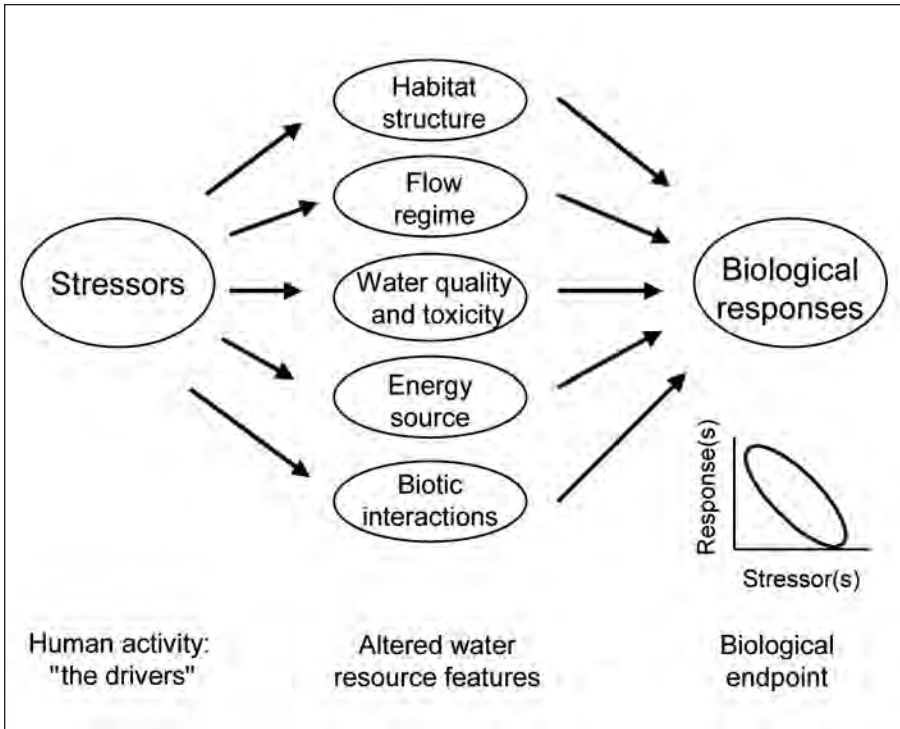 Habitat
structure
Flow
regime
Stressors
Water quality
and toxicity
Energy
source
Biotic
interactions
Biological
responses
Response(s)
Stressor(s)
Human activity:
"the drivers"
Altered water
resource features
Biological
endpoint